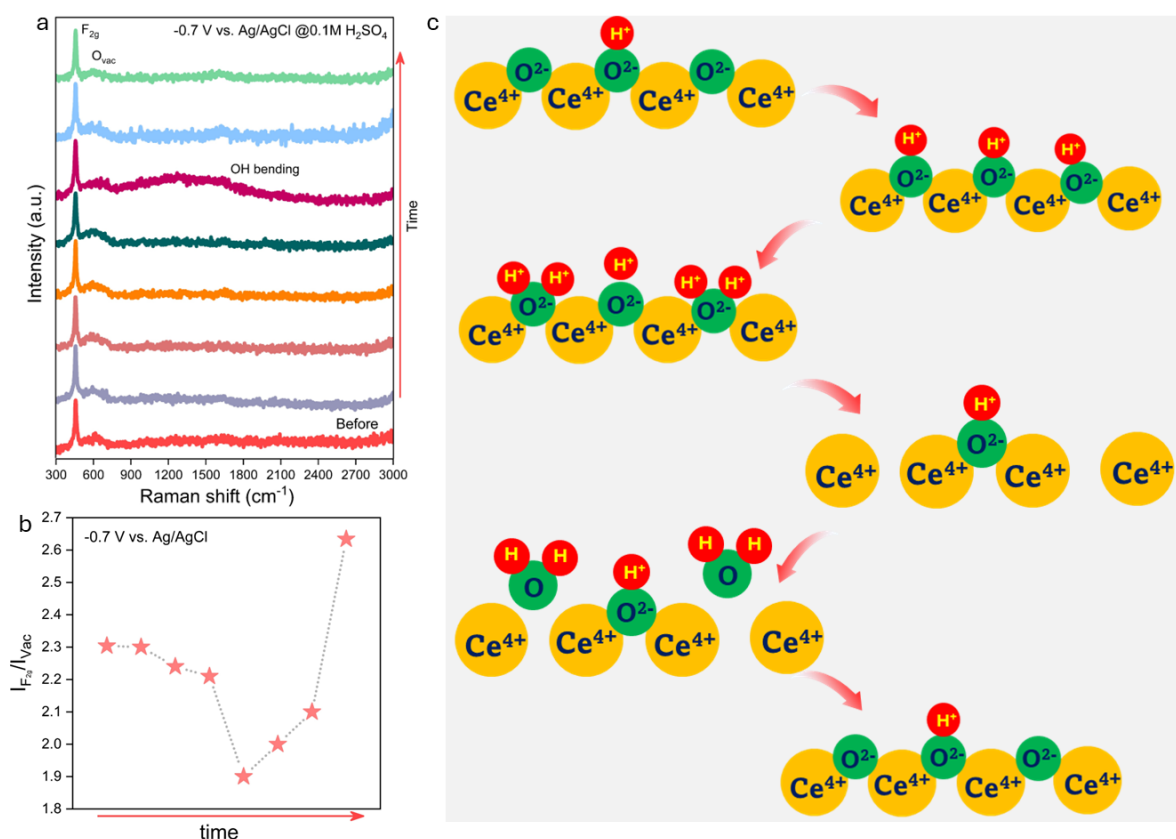 a
F2g
Ovac
-0.7 V vs. Ag/AgCl @0.1M H2SO4
OH bending
Before
Time
Intensity (a.u.)
300 600 900 1200 1500 1800 2100 2400 2700 3000
Raman shift (cm-1)
b
-0.7 V vs. Ag/AgCl
2.7
2.6
2.5
2.4
2.3
2.2
2.1
2.0
1.9
1.8
IF2g/IVac
time
c
H+
O2- O2- O2-
Ce4+ Ce4+ Ce4+ Ce4+
H+ H+ H+
O2- O2- O2-
Ce4+ Ce4+ Ce4+ Ce4+
H+ H+ H+ H+ H+
O2- O2- O2-
Ce4+ Ce4+ Ce4+ Ce4+
H+
O2-
Ce4+ Ce4+ Ce4+ Ce4+
H H H H
O H+ O
O2-
Ce4+ Ce4+ Ce4+ Ce4+
H+
O2- O2- O2-
Ce4+ Ce4+ Ce4+ Ce4+